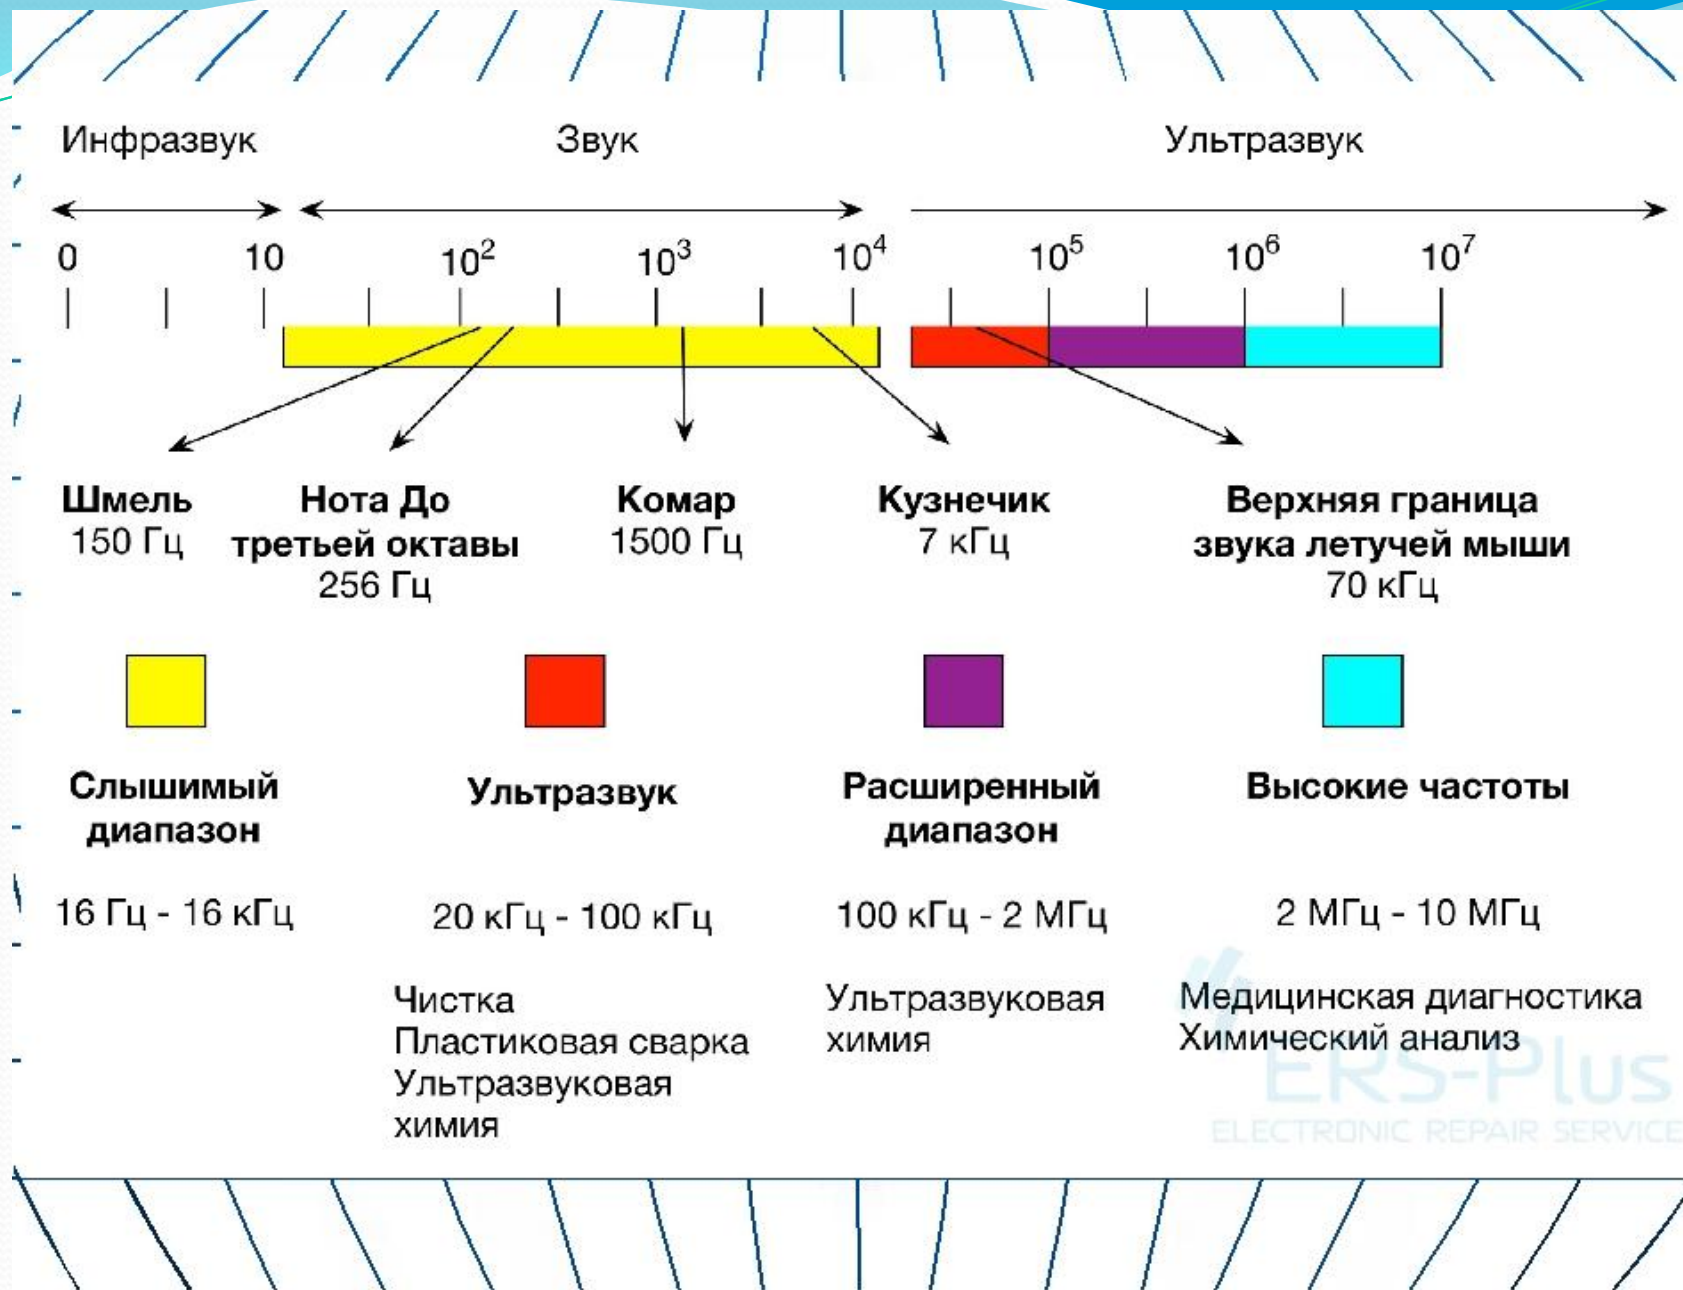 Инфразвук Звук Ультразвук
0 10 10² 10³ 10⁴ 10⁵ 10⁶ 10⁷
Шмель
150 Гц
Нота До
третьей октавы
256 Гц
Комар
1500 Гц
Кузнечик
7 кГц
Верхняя граница
звука летучей мыши
70 кГц
Слышимый
диапазон
16 Гц - 16 кГц
Ультразвук
20 кГц - 100 кГц
Чистка
Пластиковая сварка
Ультразвуковая
химия
Расширенный
диапазон
100 кГц - 2 МГц
Ультразвуковая
химия
Высокие частоты
2 МГц - 10 МГц
Медицинская диагностика
Химический анализ
ERS-Plus
ELECTRONIC REPAIR SERVICE